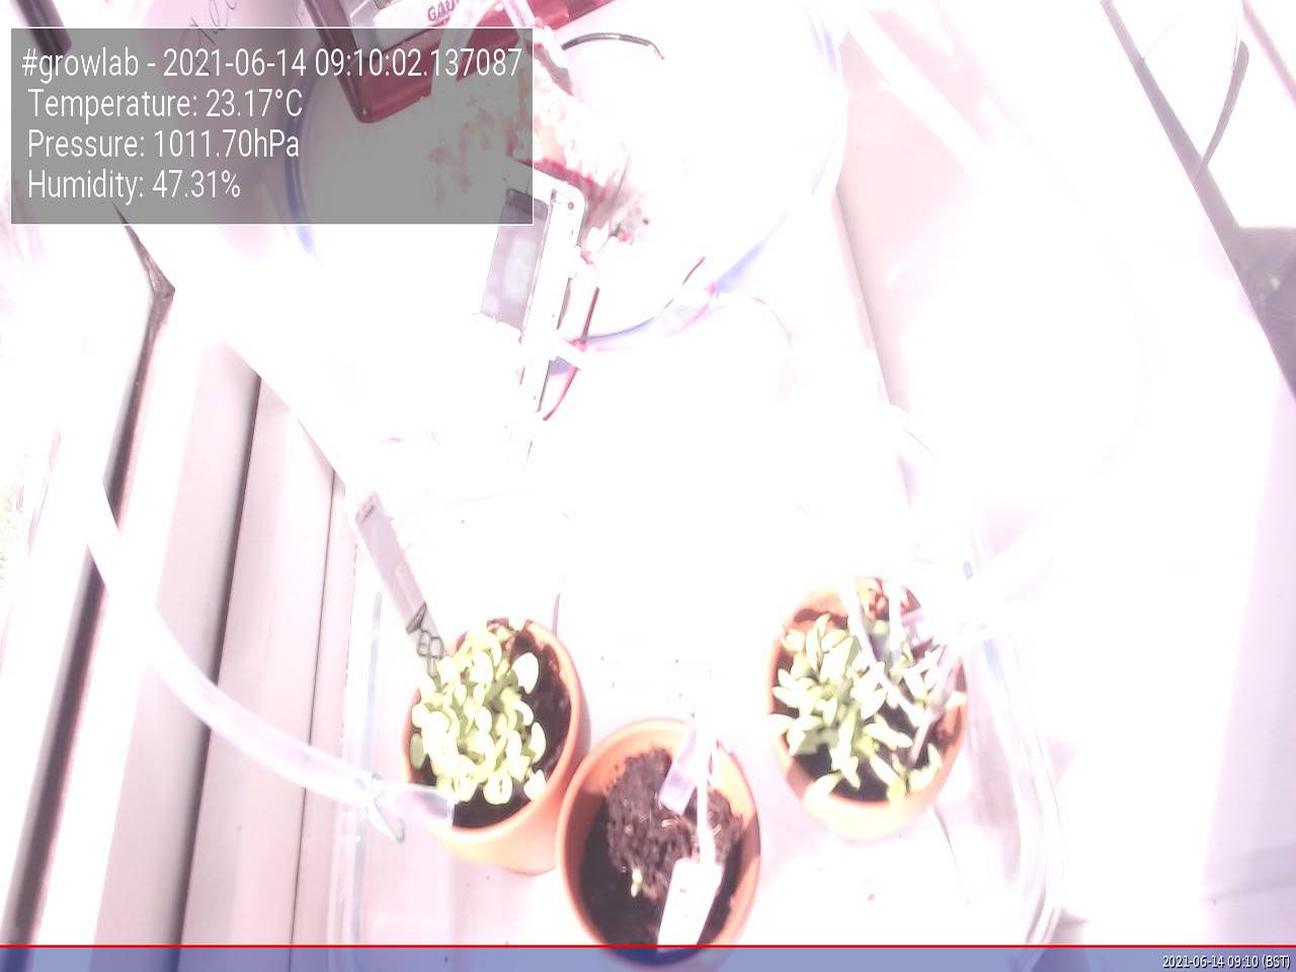 #growlab - 2021-06-14 09:10:02.137087
Temperature: 23.17°C
Pressure: 1011.70hPa
Humidity: 47.31%
2021-06-14 09:10 (BST)